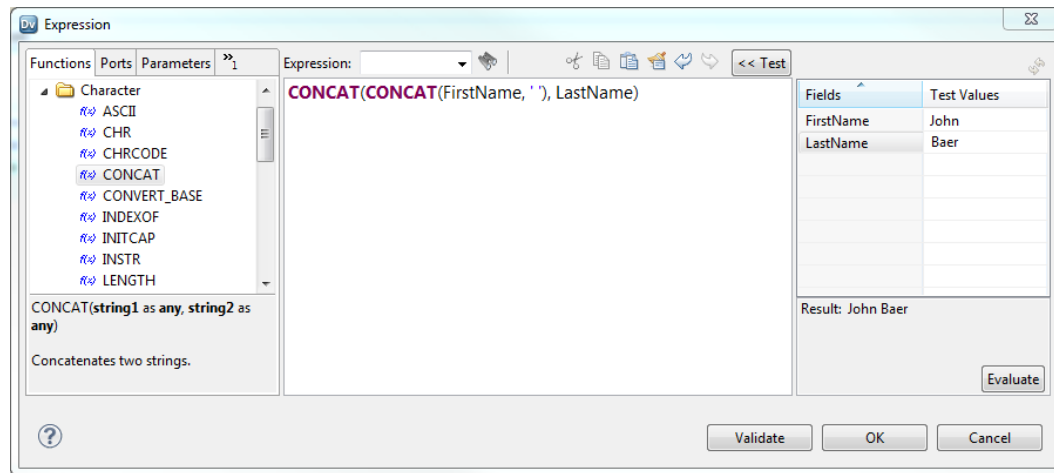 Dv Expression
Functions Ports Parameters »1
Expression:
<< Test
Character
f(x) ASCII
f(x) CHR
f(x) CHRCODE
f(x) CONCAT
f(x) CONVERT_BASE
f(x) INDEXOF
f(x) INITCAP
f(x) INSTR
f(x) LENGTH
CONCAT(string1 as any, string2 as
any)
Concatenates two strings.
CONCAT(CONCAT(FirstName, ' '), LastName)
Fields Test Values
FirstName John
LastName Baer
Result: John Baer
Evaluate
?
Validate OK Cancel